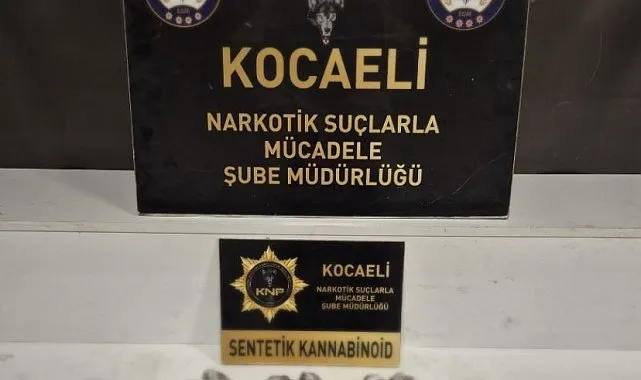 KOCAELİ
NARKOTİK SUÇLARLA
MÜCADELE
ŞUBE MÜDÜRLÜĞÜ
KNP
KOCAELİ
NARKOTİK SUÇLARLA
MÜCADELE
ŞUBE MÜDÜRLÜĞÜ
SENTETİK KANNABİNOİD